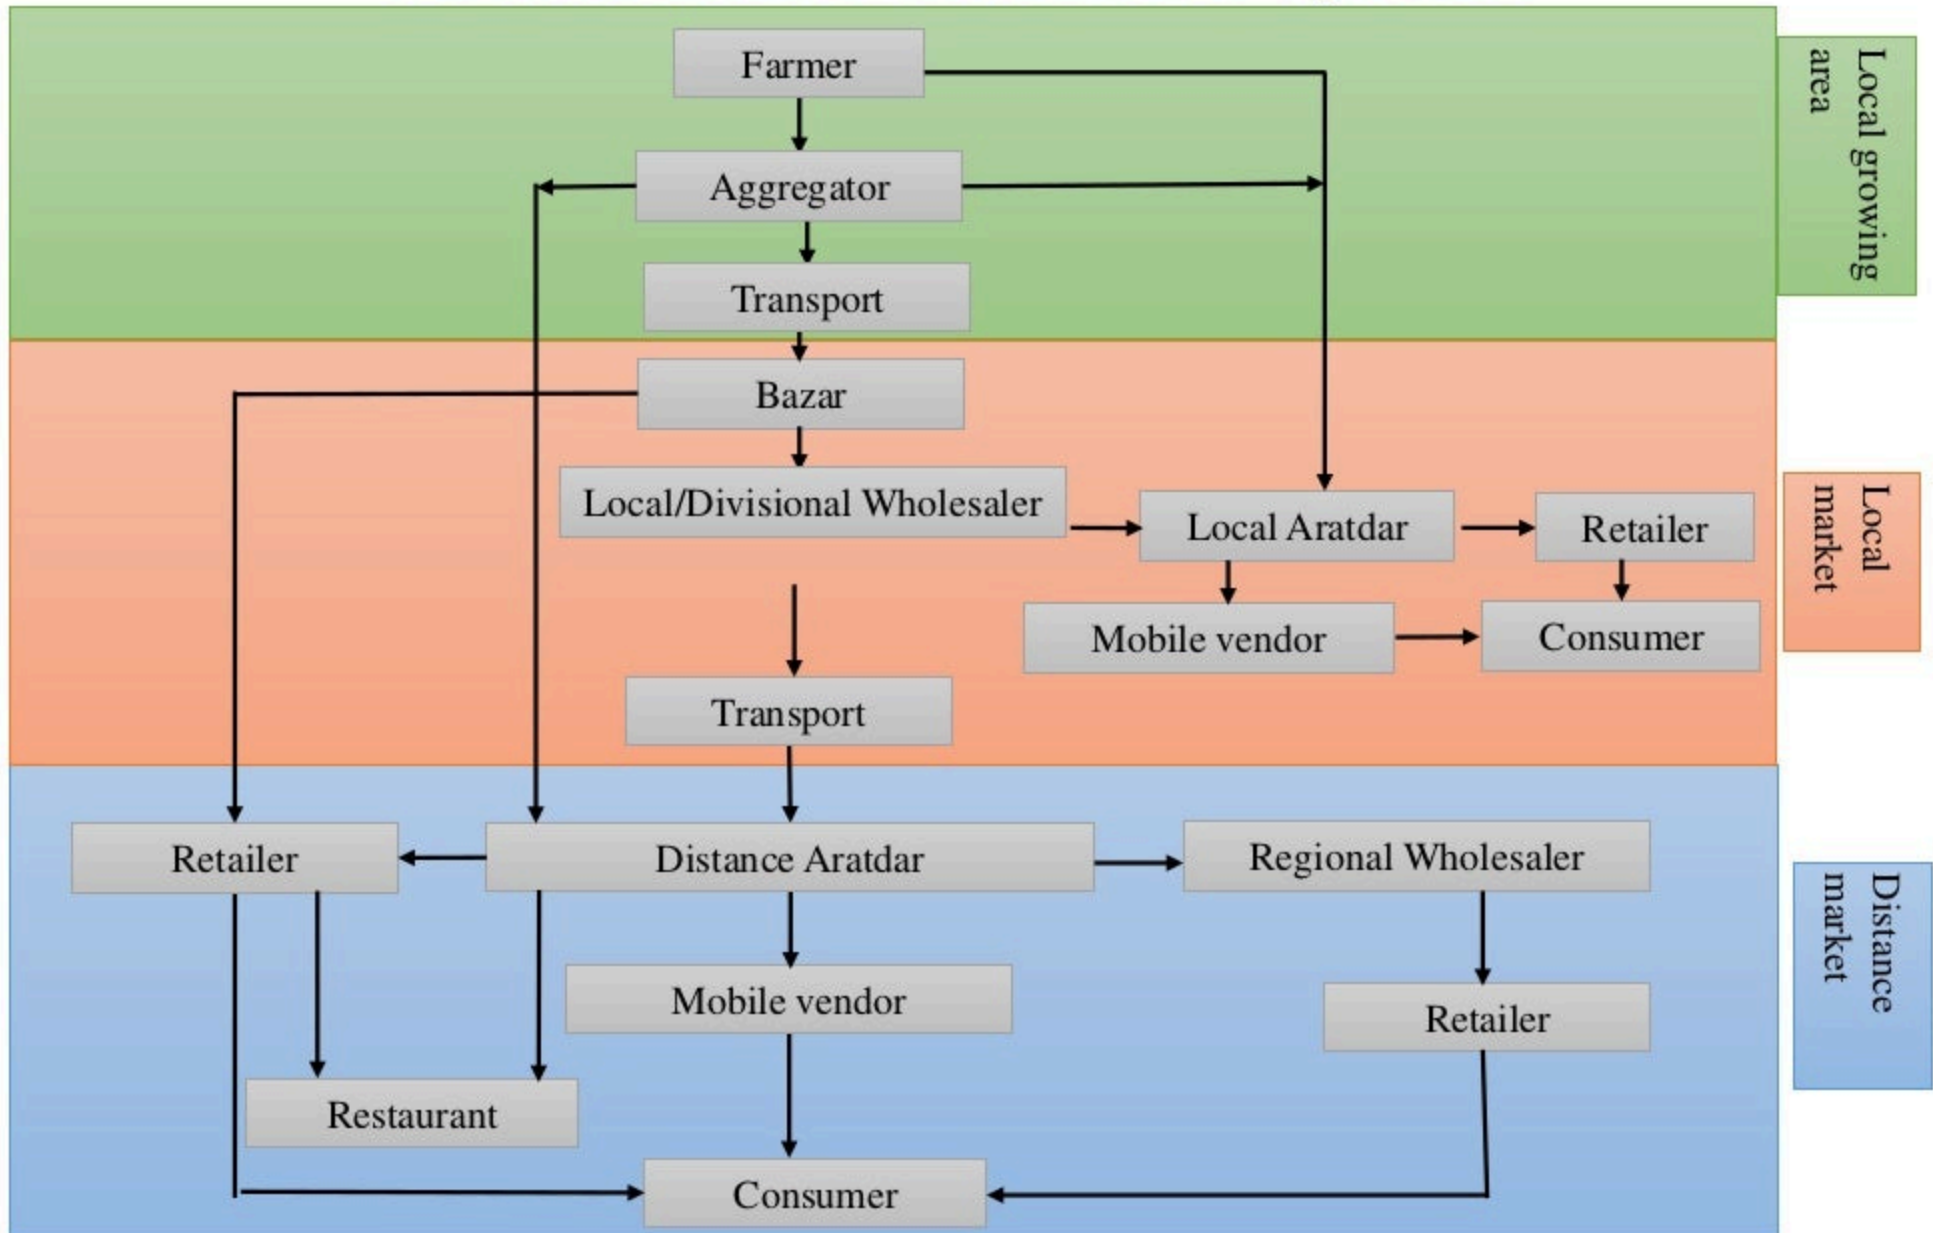 Farmer
Local growing
area
Aggregator
Transport
Bazar
Local/Divisional Wholesaler
Local Aratdar
Retailer
Local
market
Mobile vendor
Consumer
Transport
Retailer
Distance Aratdar
Regional Wholesaler
Distance
market
Mobile vendor
Retailer
Restaurant
Consumer